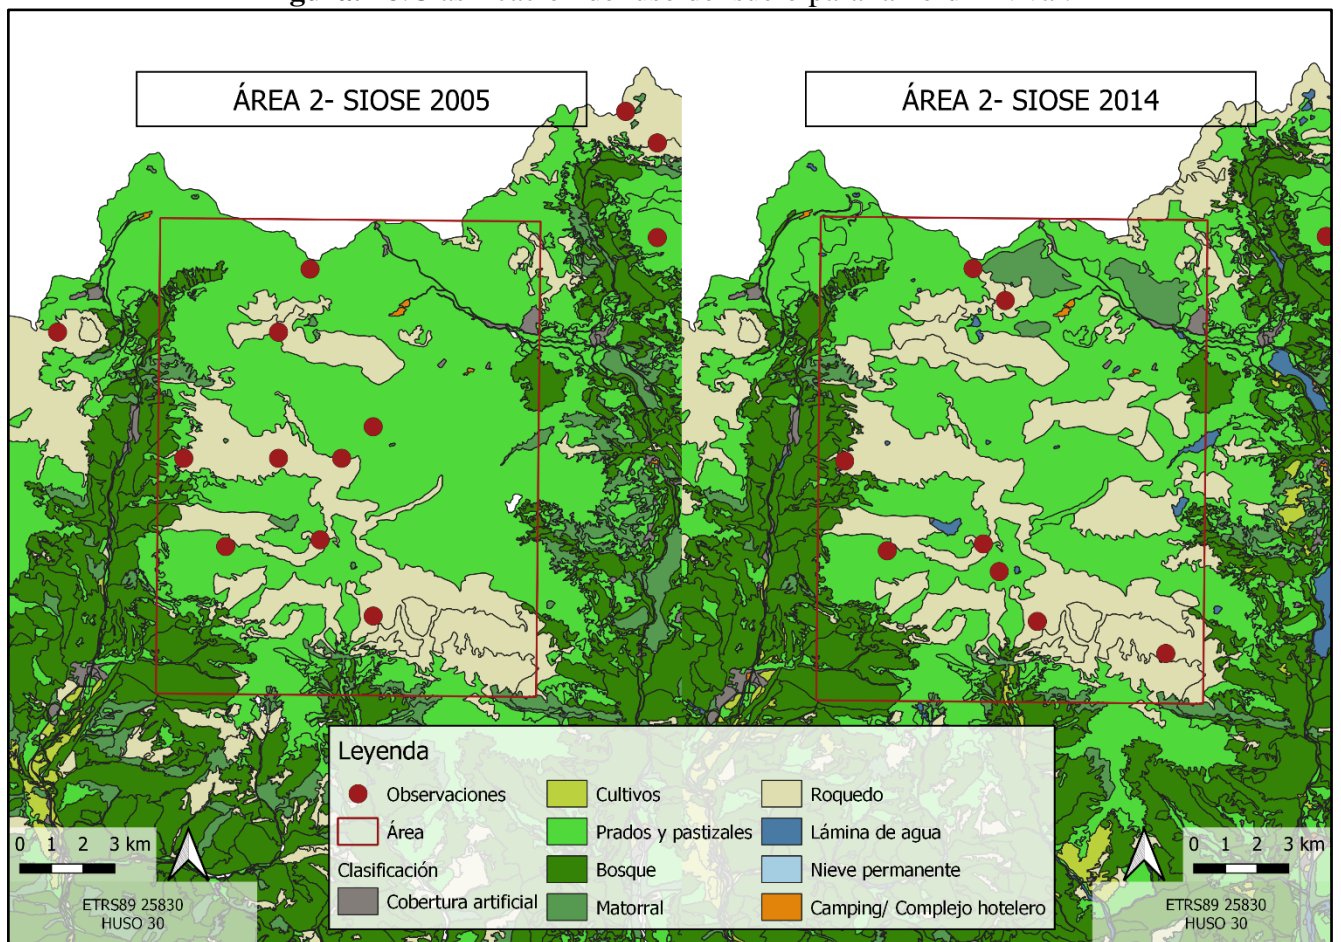 ÁREA 2- SIOSE 2005
ÁREA 2- SIOSE 2014
Leyenda
Observaciones
Área
Clasificación
Cobertura artificial
Cultivos
Prados y pastizales
Bosque
Matorral
Roquedo
Lámina de agua
Nieve permanente
Camping/ Complejo hotelero
0 1 2 3 km
ETRS89 25830
HUSO 30
0 1 2 3 km
ETRS89 25830
HUSO 30